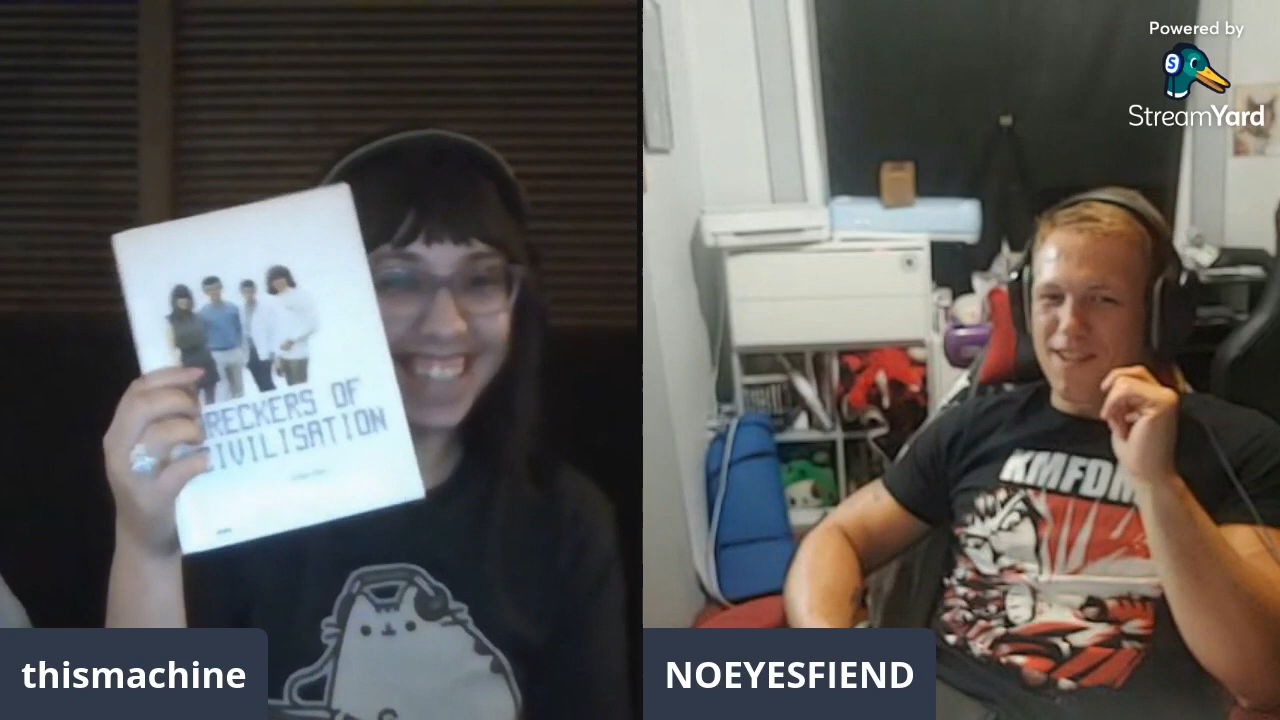 Powered by
StreamYard
RECKERS OF
IVILISATION
KMFDM
thismachine
NOEYESFIEND